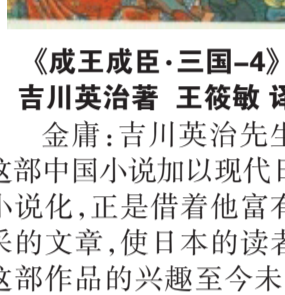 《成王成臣·三国-4》
吉川英治著 王筱敏 译
金庸:吉川英治先生
这部中国小说加以现代日
小说化,正是借着他富有
采的文章,使日本的读者
这部作品的兴趣至今未